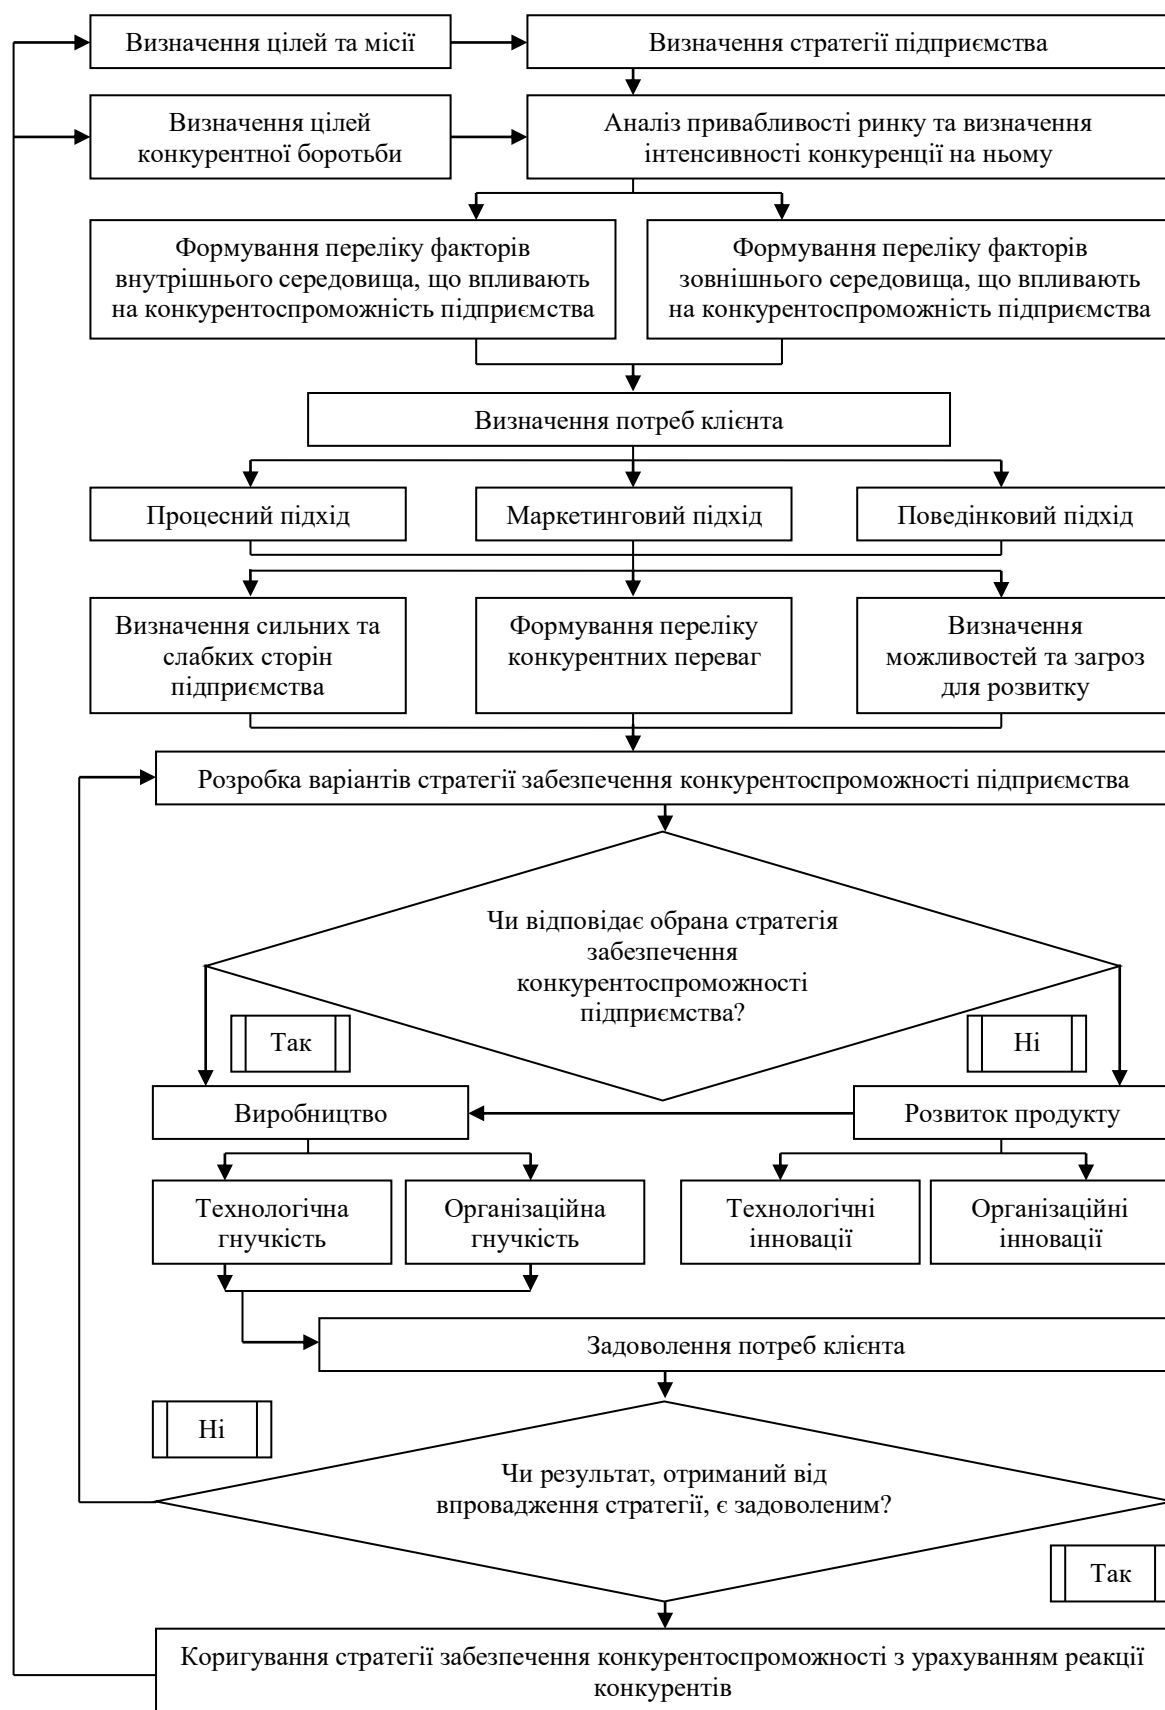 Визначення цілей та місії
Визначення стратегії підприємства
Визначення цілей
конкурентної боротьби
Аналіз привабливості ринку та визначення
інтенсивності конкуренції на ньому
Формування переліку факторів
внутрішнього середовища, що впливають
на конкурентоспроможність підприємства
Формування переліку факторів
зовнішнього середовища, що впливають
на конкурентоспроможність підприємства
Визначення потреб клієнта
Процесний підхід
Маркетинговий підхід
Поведінковий підхід
Визначення сильних та
слабких сторін
підприємства
Формування переліку
конкурентних переваг
Визначення
можливостей та загроз
для розвитку
Розробка варіантів стратегії забезпечення конкурентоспроможності підприємства
Чи відповідає обрана стратегія
забезпечення
конкурентоспроможності
підприємства?
Так
Ні
Виробництво
Розвиток продукту
Технологічна
гнучкість
Організаційна
гнучкість
Технологічні
інновації
Організаційні
інновації
Задоволення потреб клієнта
Ні
Чи результат, отриманий від
впровадження стратегії, є задоволеним?
Так
Коригування стратегії забезпечення конкурентоспроможності з урахуванням реакції
конкурентів